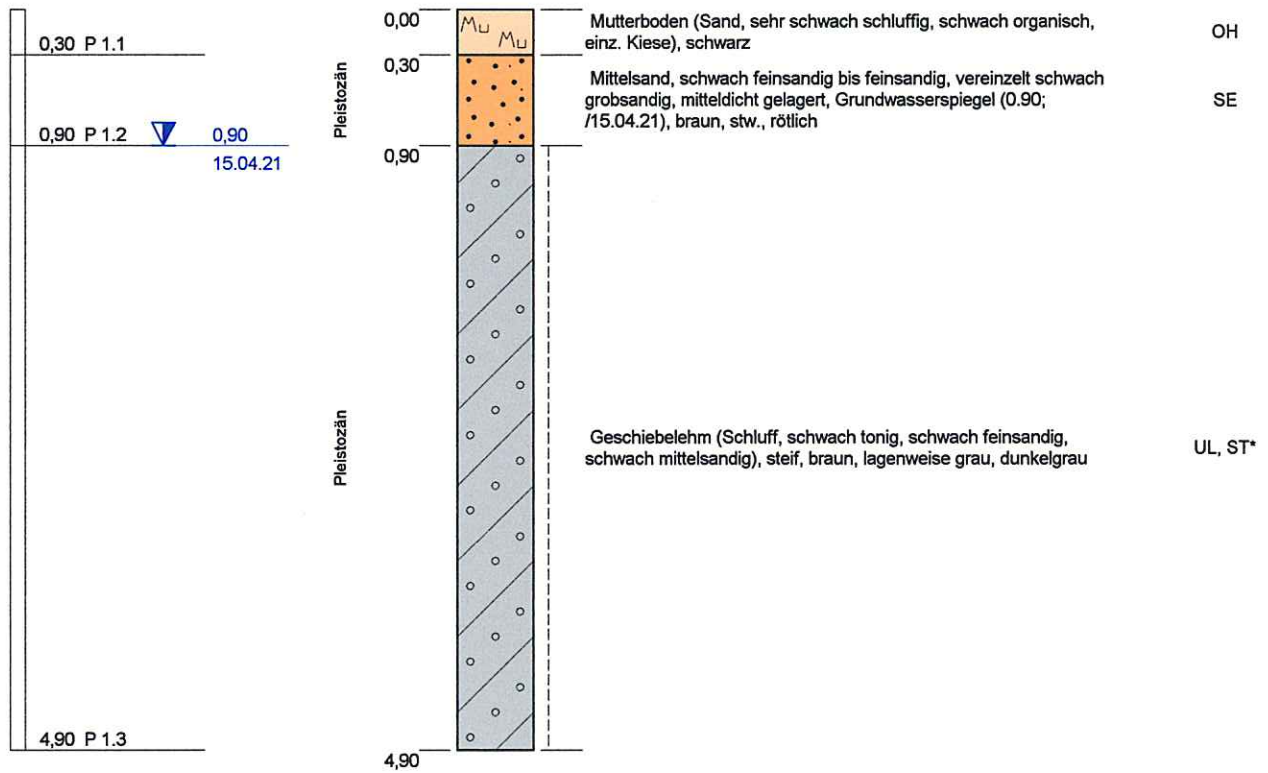 0,00
Mu
Mu
Mutterboden (Sand, sehr schwach schluffig, schwach organisch,
einz. Kiese), schwarz
OH
0,30 P 1.1
0,30
Pleistozän
Mittelsand, schwach feinsandig bis feinsandig, vereinzelt schwach
grobsandig, mitteldicht gelagert, Grundwasserspiegel (0.90;
/15.04.21), braun, stw., rötlich
SE
0,90 P 1.2
0,90
15.04.21
0,90
Pleistozän
Geschiebelehm (Schluff, schwach tonig, schwach feinsandig,
schwach mittelsandig), steif, braun, lagenweise grau, dunkelgrau
UL, ST*
4,90 P 1.3
4,90